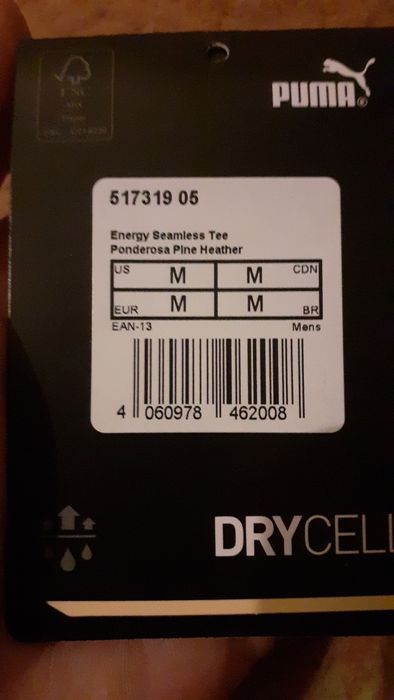 FSC
PUMA®
517319 05
Energy Seamless Tee
Ponderosa Pine Heather
US M M CDN
EUR M M BR
EAN-13 Mens
4 060978 462008
DRYCELL